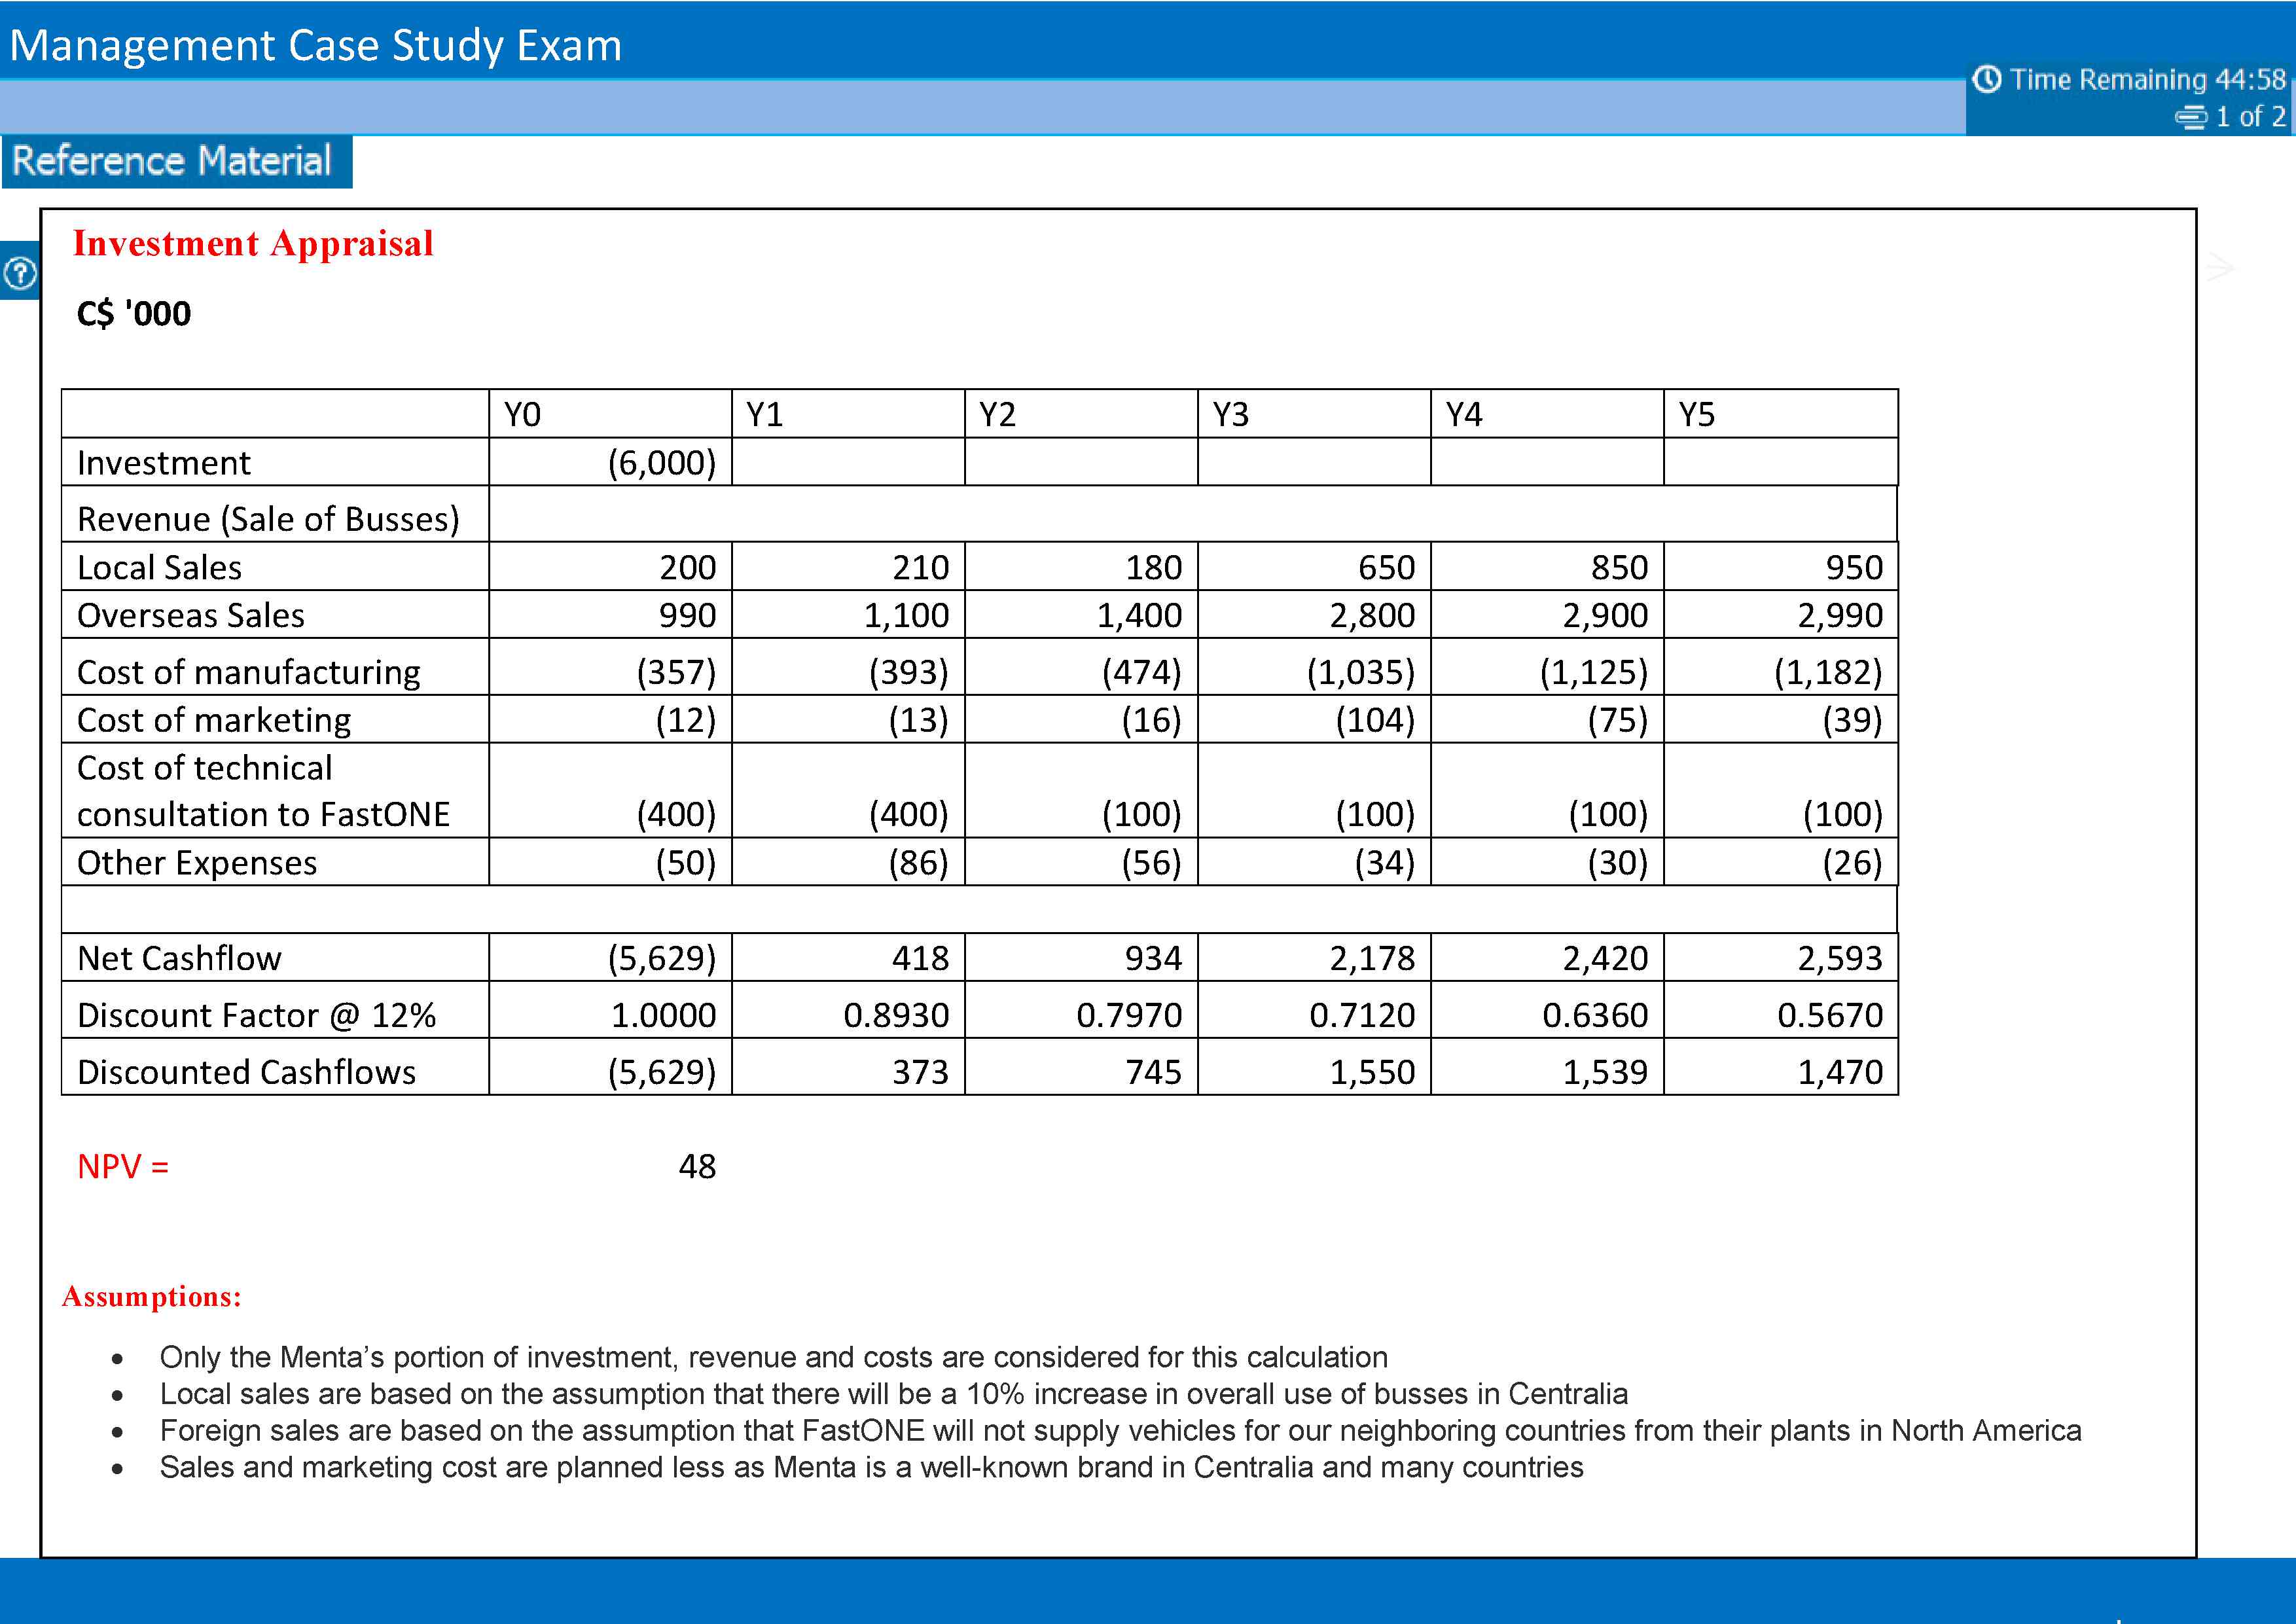 Management Case Study Exam
Time Remaining 44:58
1 of 2
Reference Material
Investment Appraisal
C$ '000
Y0 Y1 Y2 Y3 Y4 Y5
Investment (6,000)
Revenue (Sale of Busses)
Local Sales 200 210 180 650 850 950
Overseas Sales 990 1,100 1,400 2,800 2,900 2,990
Cost of manufacturing (357) (393) (474) (1,035) (1,125) (1,182)
Cost of marketing (12) (13) (16) (104) (75) (39)
Cost of technical
consultation to FastONE (400) (400) (100) (100) (100) (100)
Other Expenses (50) (86) (56) (34) (30) (26)
Net Cashflow (5,629) 418 934 2,178 2,420 2,593
Discount Factor @ 12% 1.0000 0.8930 0.7970 0.7120 0.6360 0.5670
Discounted Cashflows (5,629) 373 745 1,550 1,539 1,470
NPV = 48
Assumptions:
• Only the Menta’s portion of investment, revenue and costs are considered for this calculation
• Local sales are based on the assumption that there will be a 10% increase in overall use of busses in Centralia
• Foreign sales are based on the assumption that FastONE will not supply vehicles for our neighboring countries from their plants in North America
• Sales and marketing cost are planned less as Menta is a well-known brand in Centralia and many countries